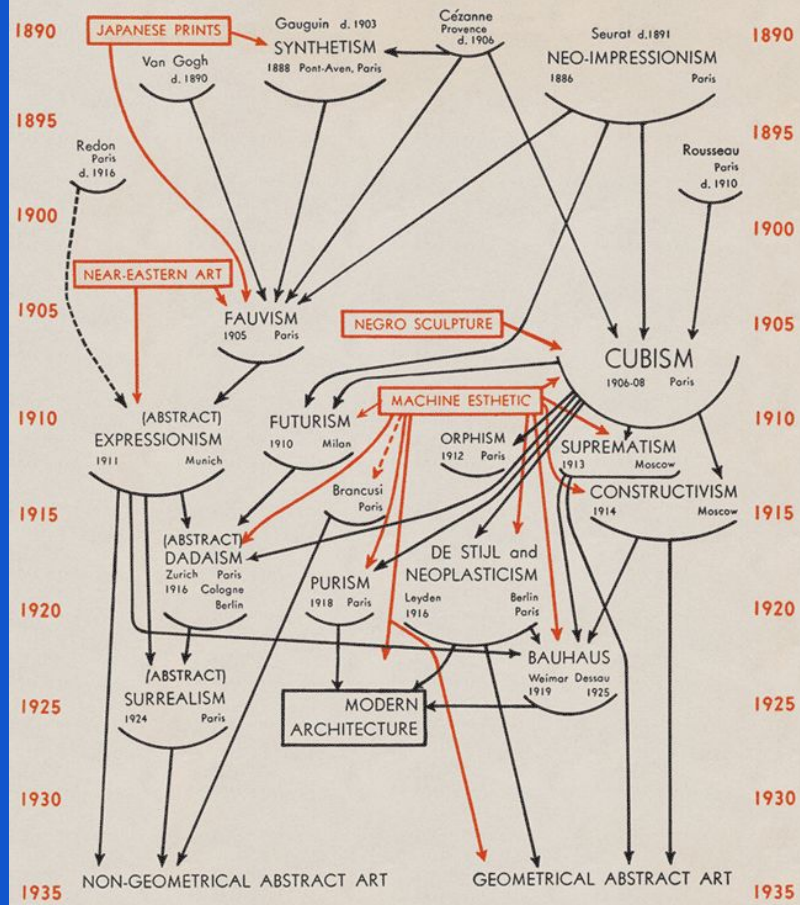 1890
JAPANESE PRINTS
Gauguin d. 1903
SYNTHETISM
1888 Pont-Aven, Paris
Cézanne
Provence
d. 1906
Seurat d.1891
NEO-IMPRESSIONISM
1886 Paris
1890
Van Gogh
d. 1890
1895
1895
Redon
Paris
d. 1916
Rousseau
Paris
d. 1910
1900
1900
NEAR-EASTERN ART
1905
FAUVISM
1905 Paris
NEGRO SCULPTURE
1905
CUBISM
1906-08 Paris
1910
(ABSTRACT)
EXPRESSIONISM
1911 Munich
FUTURISM
1910 Milan
MACHINE ESTHETIC
ORPHISM
1912 Paris
SUPREMATISM
1913 Moscow
1910
Brancusi
Paris
CONSTRUCTIVISM
1914 Moscow
1915
1915
(ABSTRACT)
DADAISM
Zurich Paris
1916 Cologne
Berlin
PURISM
1918 Paris
DE STIJL and
NEOPLASTICISM
Leyden Berlin
1916 Paris
1920
1920
(ABSTRACT)
SURREALISM
1924 Paris
BAUHAUS
Weimar Dessau
1919 1925
1925
MODERN
ARCHITECTURE
1925
1930
1930
1935
NON-GEOMETRICAL ABSTRACT ART
GEOMETRICAL ABSTRACT ART
1935